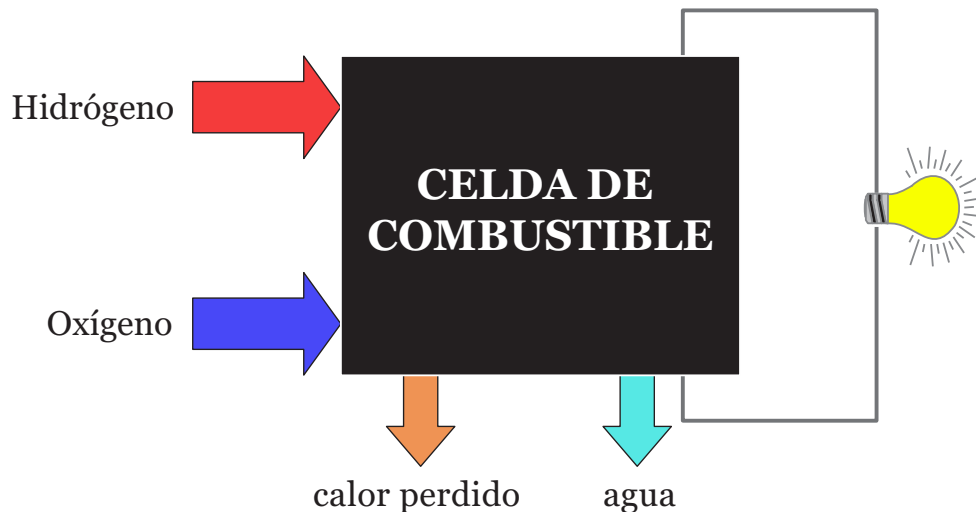 Hidrógeno
CELDA DE
COMBUSTIBLE
Oxígeno
calor perdido
agua